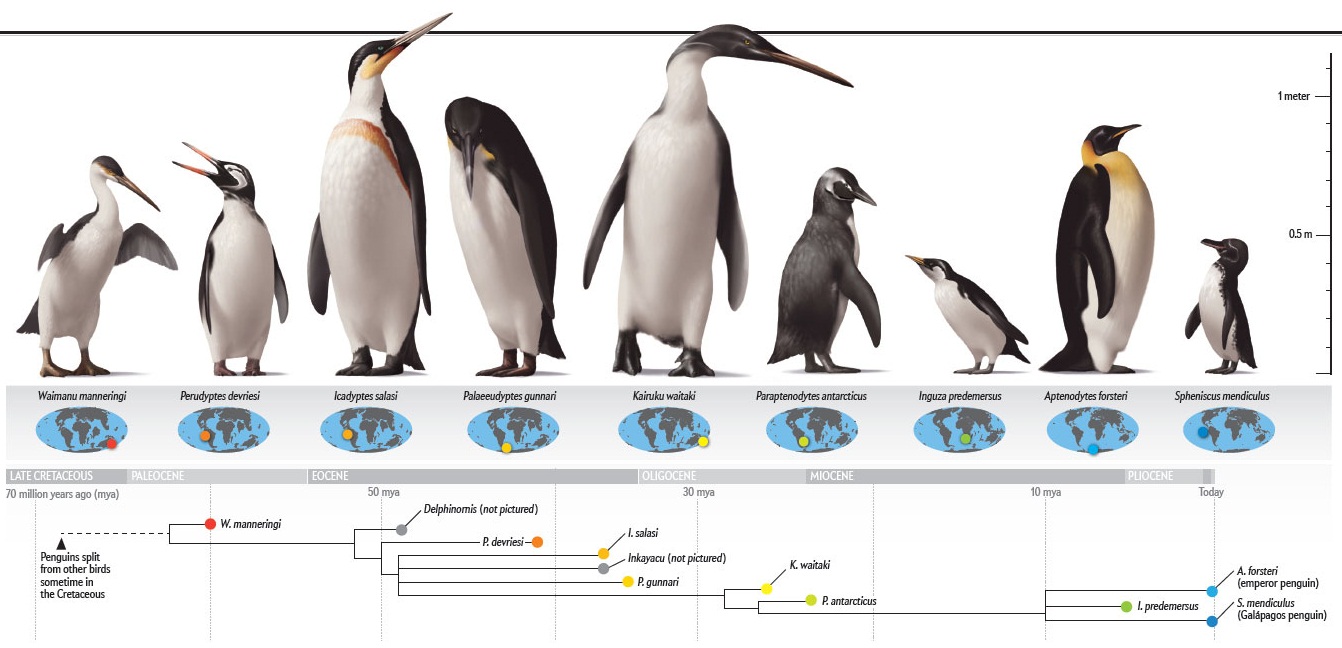 1 meter
0.5 m
Waimanu manneringi
Perudyptes devriesi
Icadyptes salasi
Palaeeudyptes gunnari
Kairuku waitaki
Paraptenodytes antarcticus
Inguza predemersus
Aptenodytes forsteri
Spheniscus mendiculus
LATE CRETACEOUS
PALEOCENE
EOCENE
OLIGOCENE
MIOCENE
PLIOCENE
70 million years ago (mya)
50 mya
30 mya
10 mya
Today
Delphinornis (not pictured)
W. manneringi
P. devriesi
I. salasi
Inkayacu (not pictured)
P. gunnari
K. waitaki
P. antarcticus
Penguins split
from other birds
sometime in
the Cretaceous
A. forsteri
(emperor penguin)
I. predemersus
S. mendiculus
(Galápagos penguin)